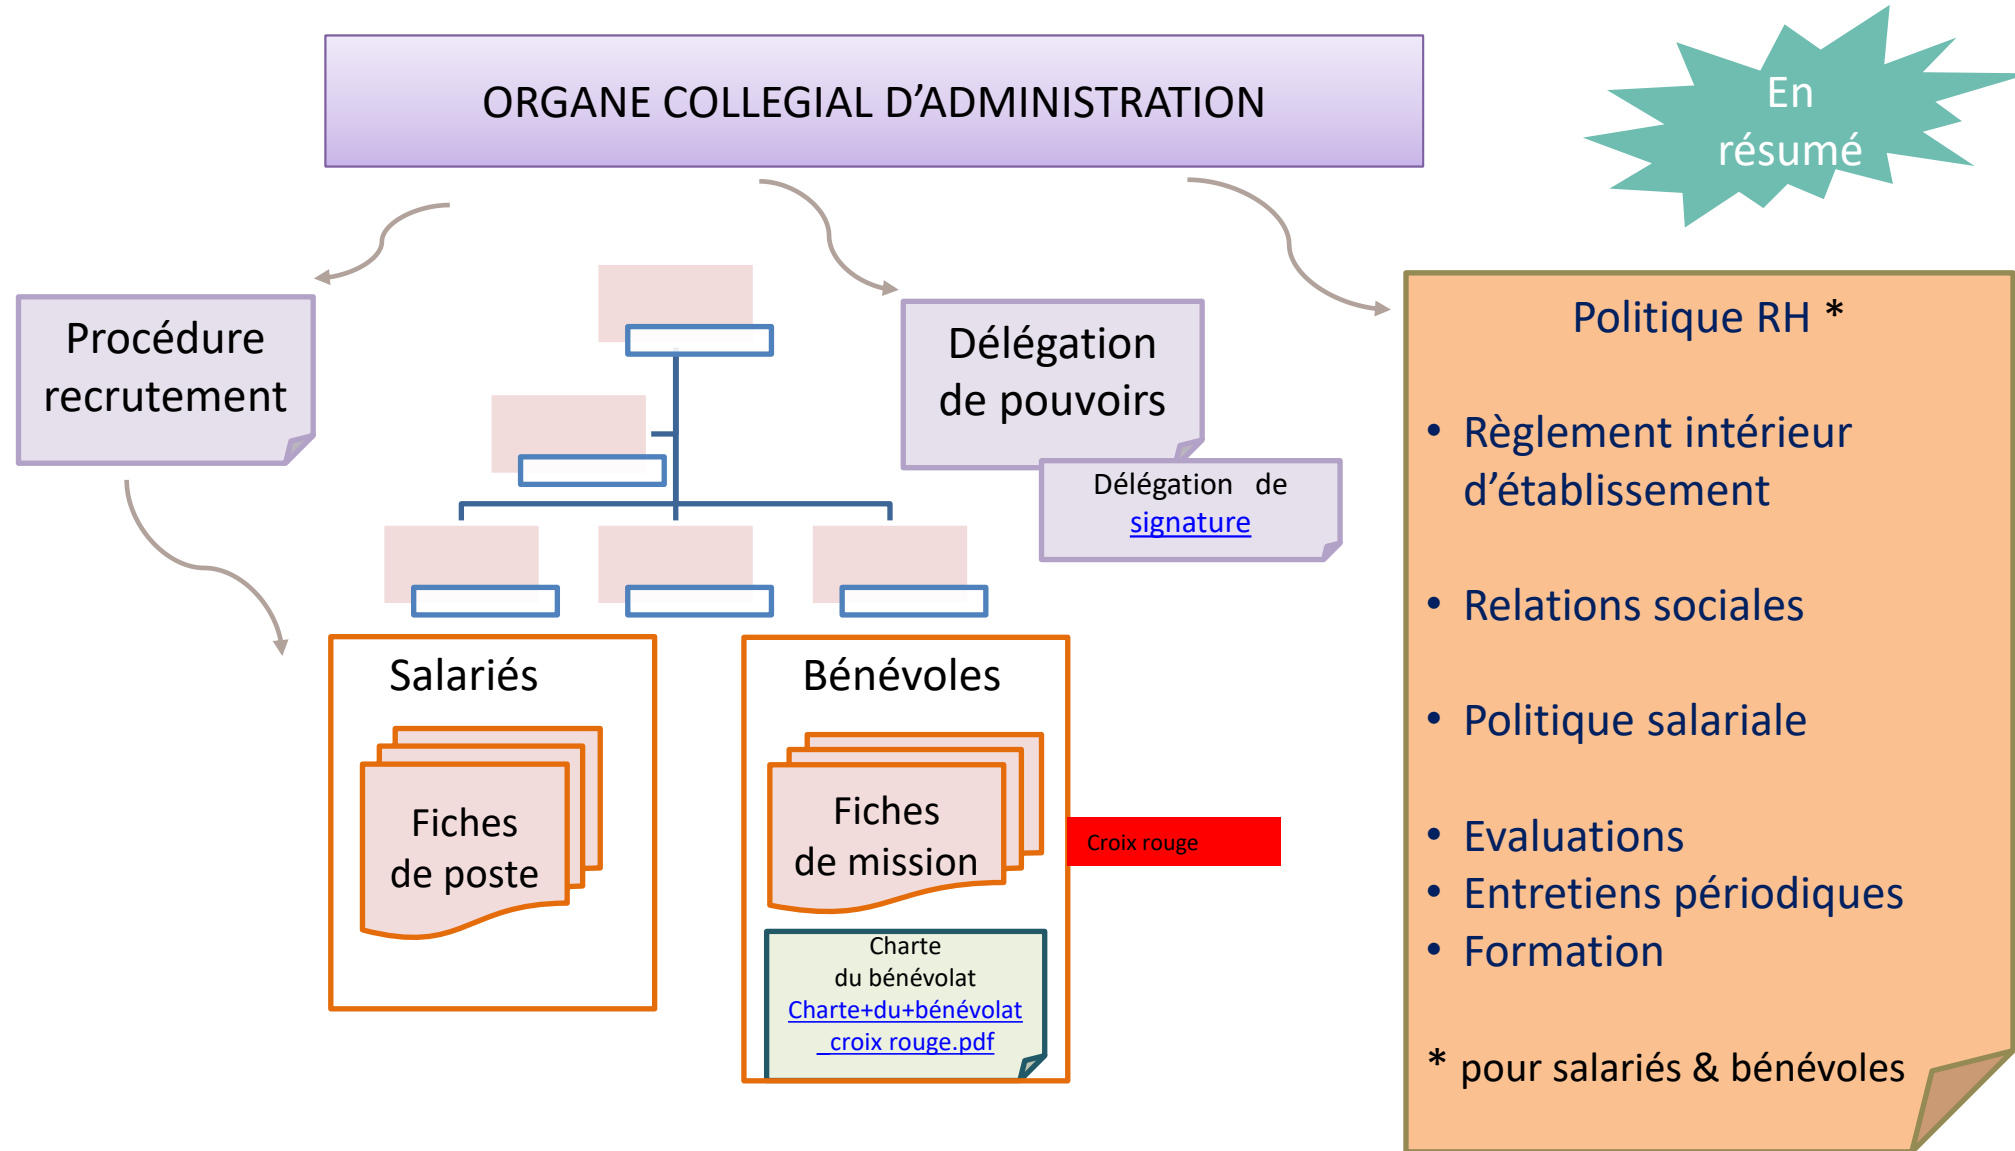 ORGANE COLLEGIAL D’ADMINISTRATION
En
résumé
Procédure
recrutement
Délégation
de pouvoirs
Délégation de
signature
Salariés
Fiches
de poste
Bénévoles
Fiches
de mission
Croix rouge
Charte
du bénévolat
Charte+du+bénévolat
_croix rouge.pdf
Politique RH *
• Règlement intérieur
d’établissement
• Relations sociales
• Politique salariale
• Evaluations
• Entretiens périodiques
• Formation
* pour salariés & bénévoles